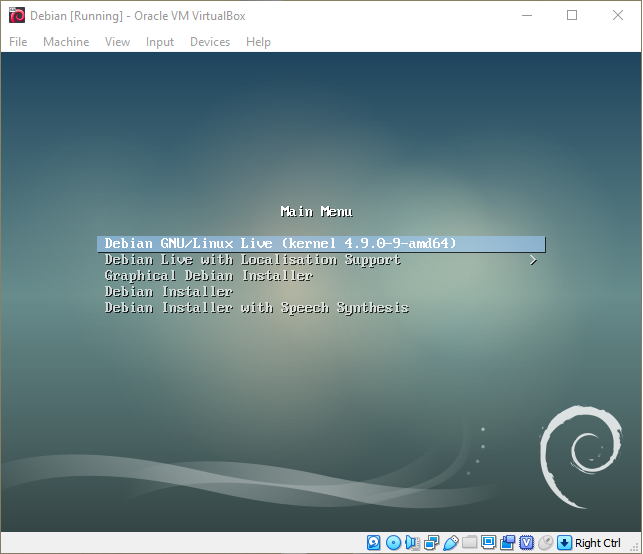 Debian [Running] - Oracle VM VirtualBox
File Machine View Input Devices Help
Main Menu
Debian GNU/Linux Live (kernel 4.9.0-9-amd64)
Debian Live with Localisation Support >
Graphical Debian Installer
Debian Installer
Debian Installer with Speech Synthesis
Right Ctrl